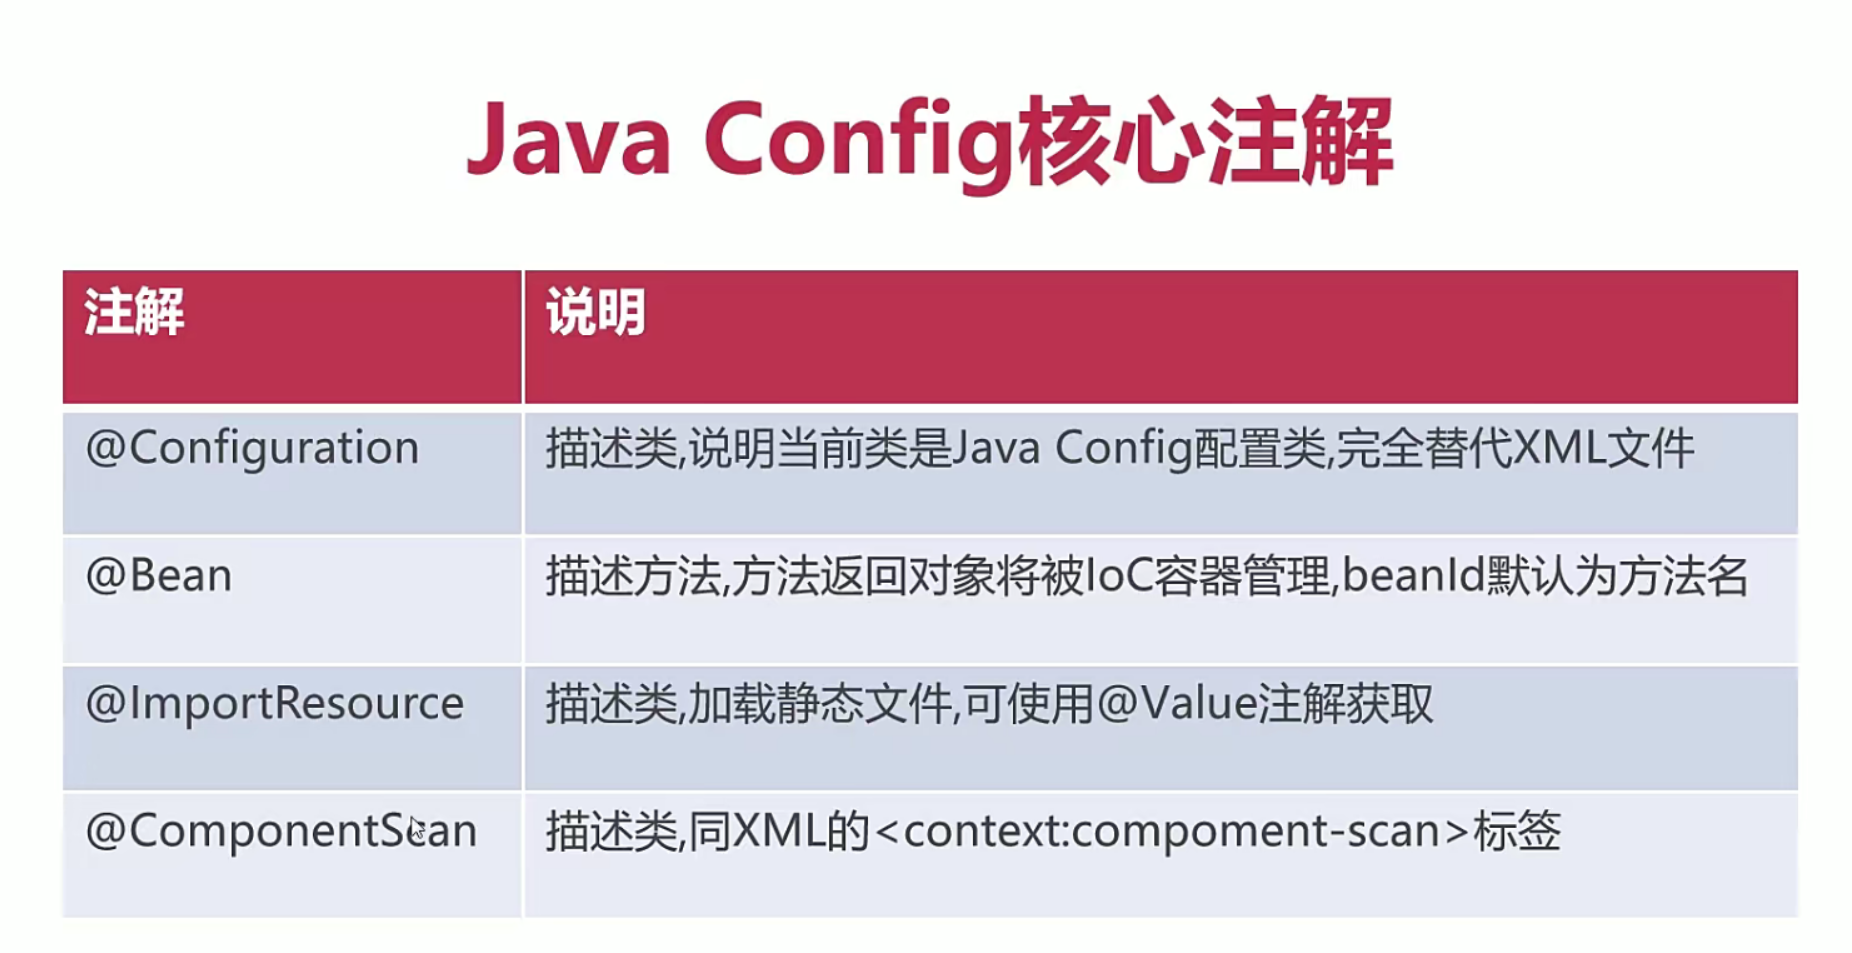 Java Config核心注解
注解
说明
@Configuration
描述类,说明当前类是Java Config配置类,完全替代XML文件
@Bean
描述方法,方法返回对象将被IoC容器管理,beanId默认为方法名
@ImportResource
描述类,加载静态文件,可使用@Value注解获取
@ComponentScan
描述类,同XML的<context:compoment-scan>标签